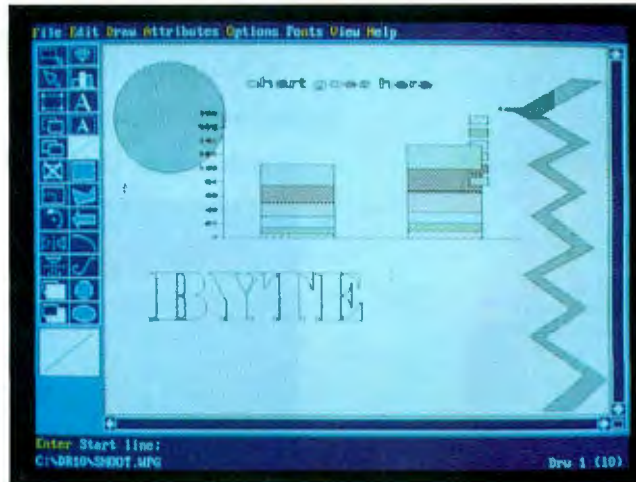 File Edit Draw Attributes Options Fonts View Help
chart goes here
BYTE
Enter Start line:
C:\DR10\SHOOT.WPG
Drw 1 (10)